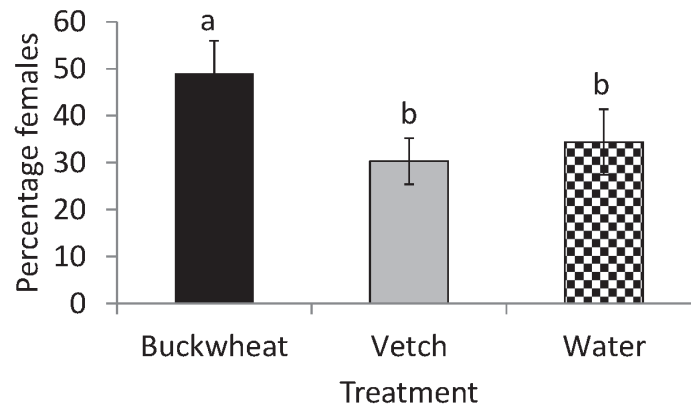 Percentage females
60
50
40
30
20
10
0
a
b
b
Buckwheat
Vetch
Water
Treatment